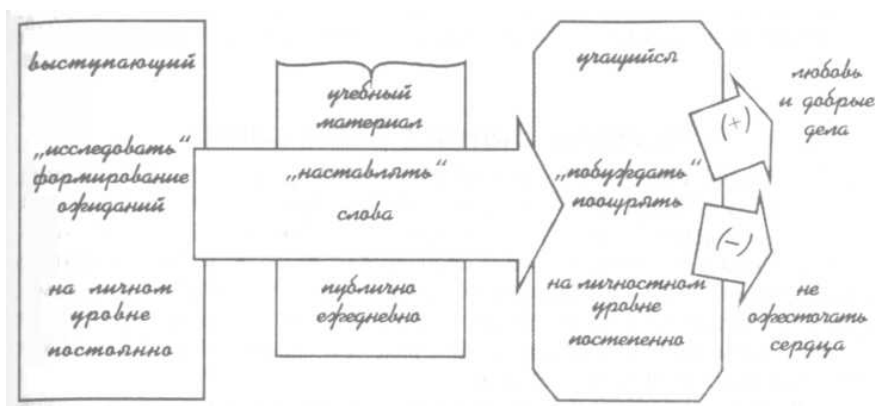 выступающий
„исследовать“
формирование
ожиданий
на личном
уровне
постоянно
учебный
материал
„наставлять“
слова
публично
ежедневно
учащийся
„побуждать“
поощрять
на личностном
уровне
постепенно
(+)
(−)
любовь
и добрые
дела
не
ожесточать
сердца